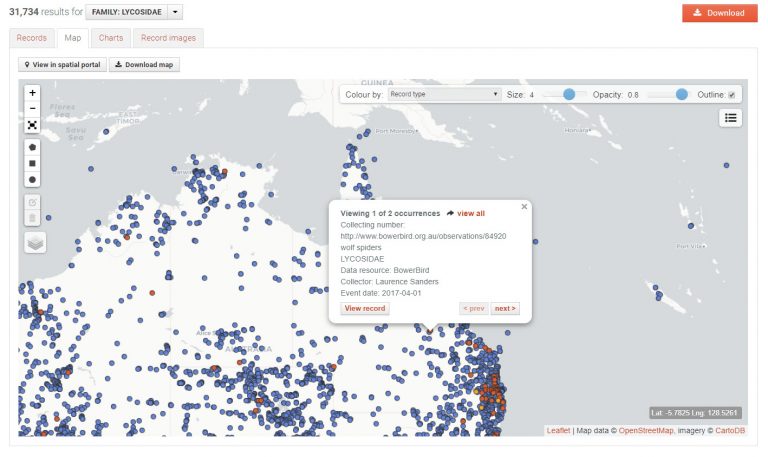 31,734 results for FAMILY: LYCOSIDAE
Download
Records Map Charts Record images
View in spatial portal Download map
Colour by: Record type Size: 4 Opacity: 0.8 Outline:
GUINEA
Flores Sea
EAST TIMOR
Savu Sea
Port Moresby
Honiara
Port Vila
Viewing 1 of 2 occurrences view all
Collecting number:
http://www.bowerbird.org.au/observations/84920
wolf spiders
LYCOSIDAE
Data resource: BowerBird
Collector: Laurence Sanders
Event date: 2017-04-01
View record < prev next >
Alice
AUSTRALIA
Lat: -5.7825 Lng: 128.5261
Leaflet | Map data © OpenStreetMap, imagery © CartoDB